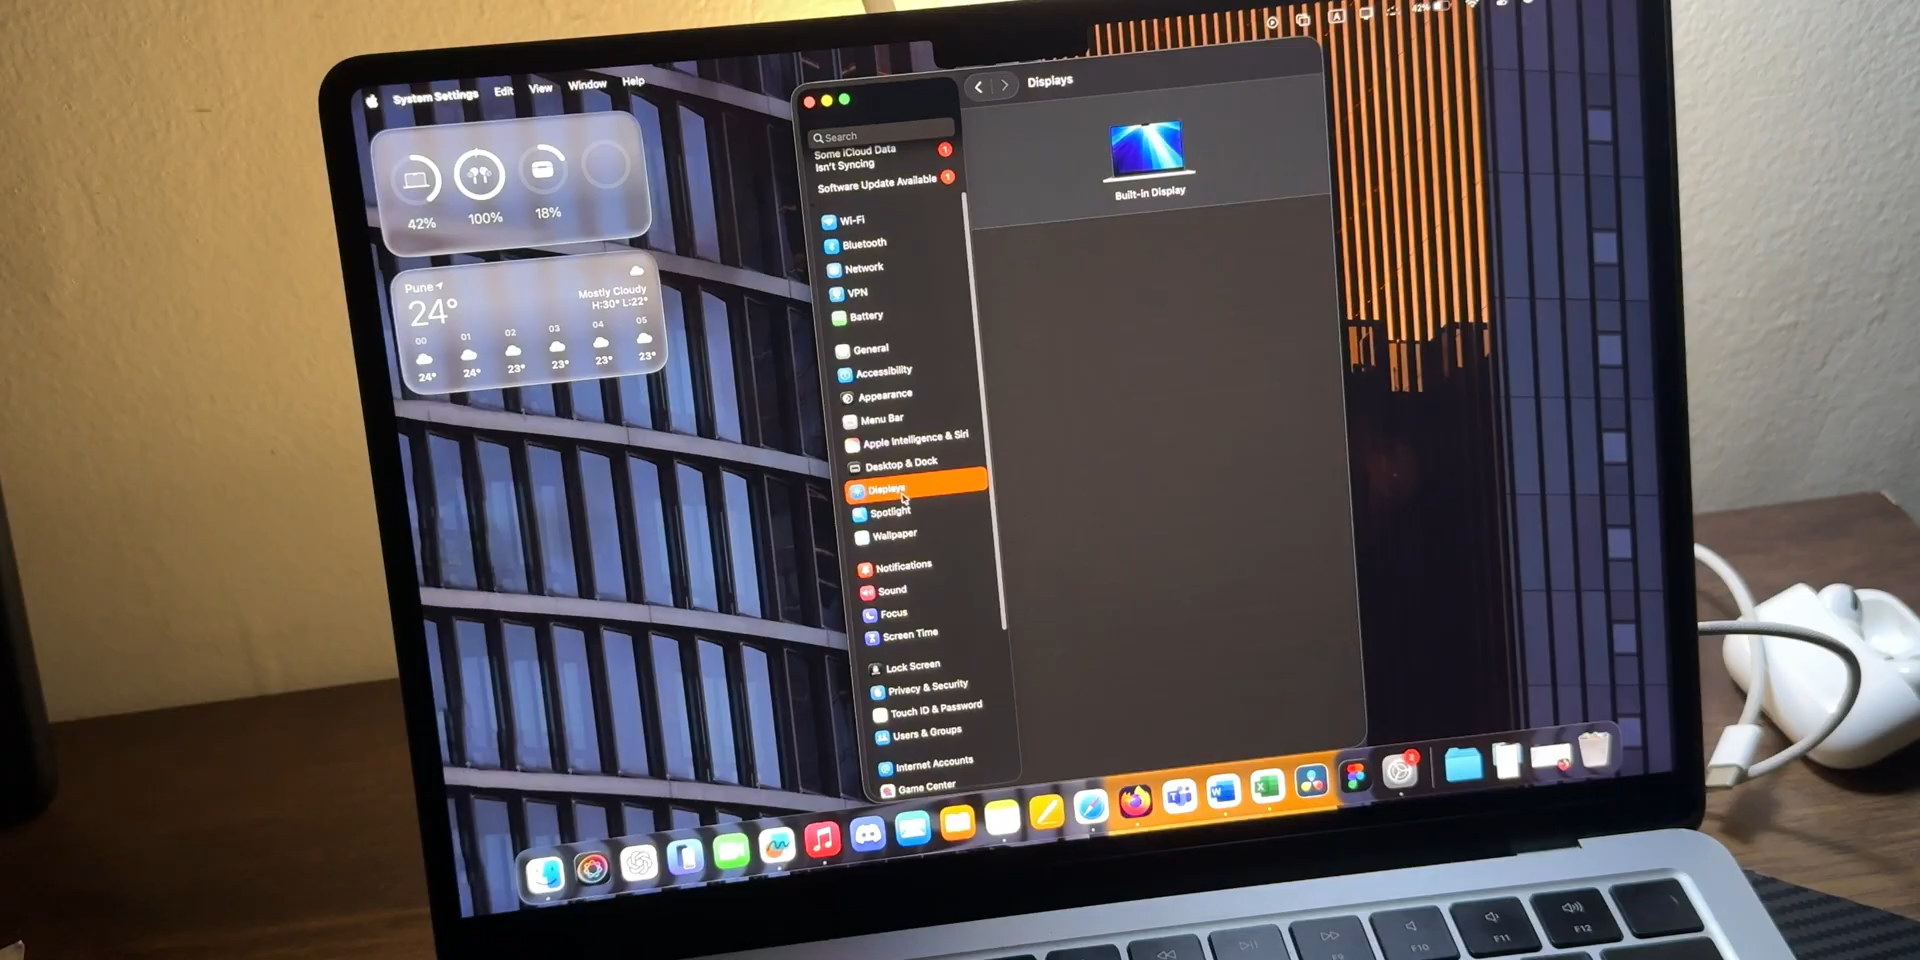 System Settings Edit View Window Help
42%
42% 100% 18%
Pune
24°
Mostly Cloudy
H:30° L:22°
00 01 02 03 04 05
24° 24° 23° 23° 23° 23°
Displays
Search
Some iCloud Data
Isn't Syncing
1
Software Update Available
1
Wi-Fi
Bluetooth
Network
VPN
Battery
General
Accessibility
Appearance
Menu Bar
Apple Intelligence & Siri
Desktop & Dock
Displays
Spotlight
Wallpaper
Notifications
Sound
Focus
Screen Time
Lock Screen
Privacy & Security
Touch ID & Password
Users & Groups
Internet Accounts
Game Center
Built-in Display
2
F10 F11 F12